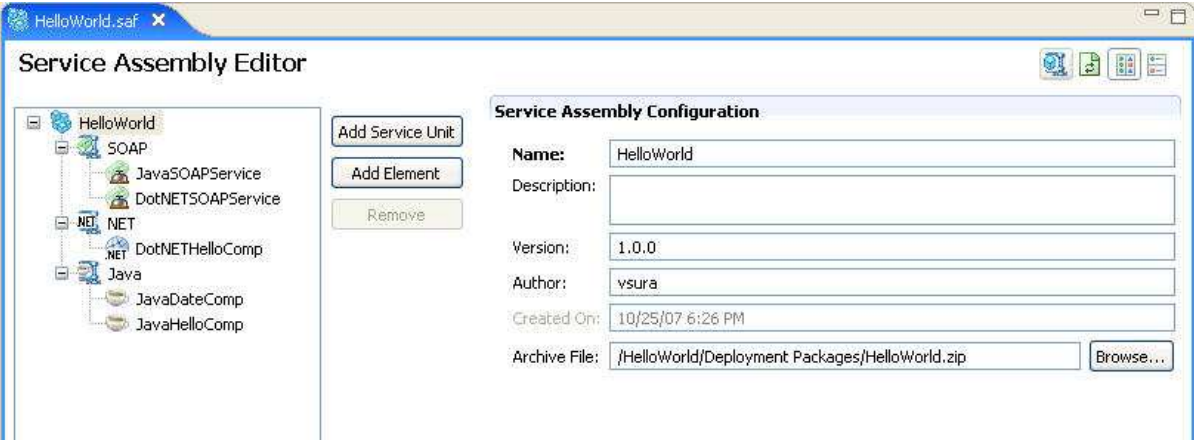 HelloWorld.saf
Service Assembly Editor
HelloWorld
SOAP
JavaSOAPService
DotNETSOAPService
NET NET
.NET DotNETHelloComp
Java
JavaDateComp
JavaHelloComp
Add Service Unit
Add Element
Remove
Service Assembly Configuration
Name: HelloWorld
Description:
Version: 1.0.0
Author: vsura
Created On: 10/25/07 6:26 PM
Archive File: /HelloWorld/Deployment Packages/HelloWorld.zip Browse...